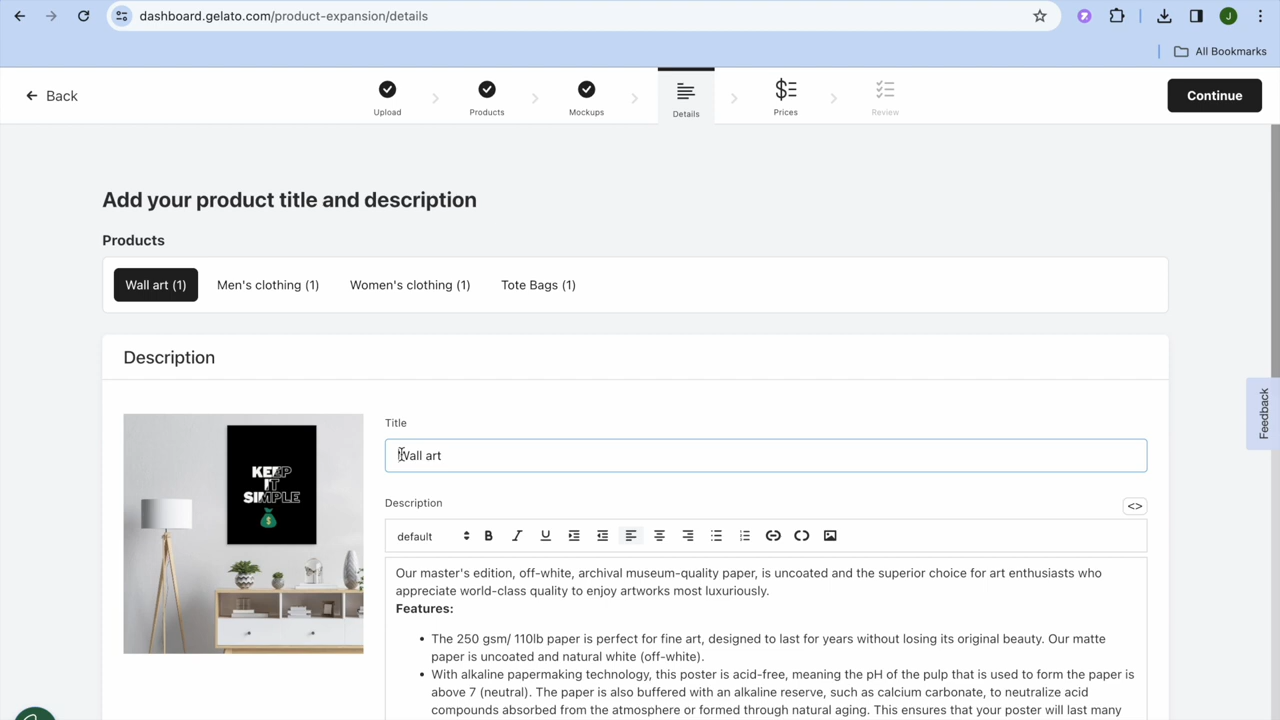 dashboard.gelato.com/product-expansion/details
J
All Bookmarks
Back
Upload
Products
Mockups
Details
Prices
Review
Continue
Add your product title and description
Products
Wall art (1)
Men's clothing (1)
Women's clothing (1)
Tote Bags (1)
Description
KEEP
IT
SIMPLE
$
Title
Wall art
Description
<>
default
B
I
U
Our master's edition, off-white, archival museum-quality paper, is uncoated and the superior choice for art enthusiasts who
appreciate world-class quality to enjoy artworks most luxuriously.
Features:
• The 250 gsm/ 110lb paper is perfect for fine art, designed to last for years without losing its original beauty. Our matte
paper is uncoated and natural white (off-white).
• With alkaline papermaking technology, this poster is acid-free, meaning the pH of the pulp that is used to form the paper is
above 7 (neutral). The paper is also buffered with an alkaline reserve, such as calcium carbonate, to neutralize acid
compounds absorbed from the atmosphere or formed through natural aging. This ensures that your poster will last many
Feedback